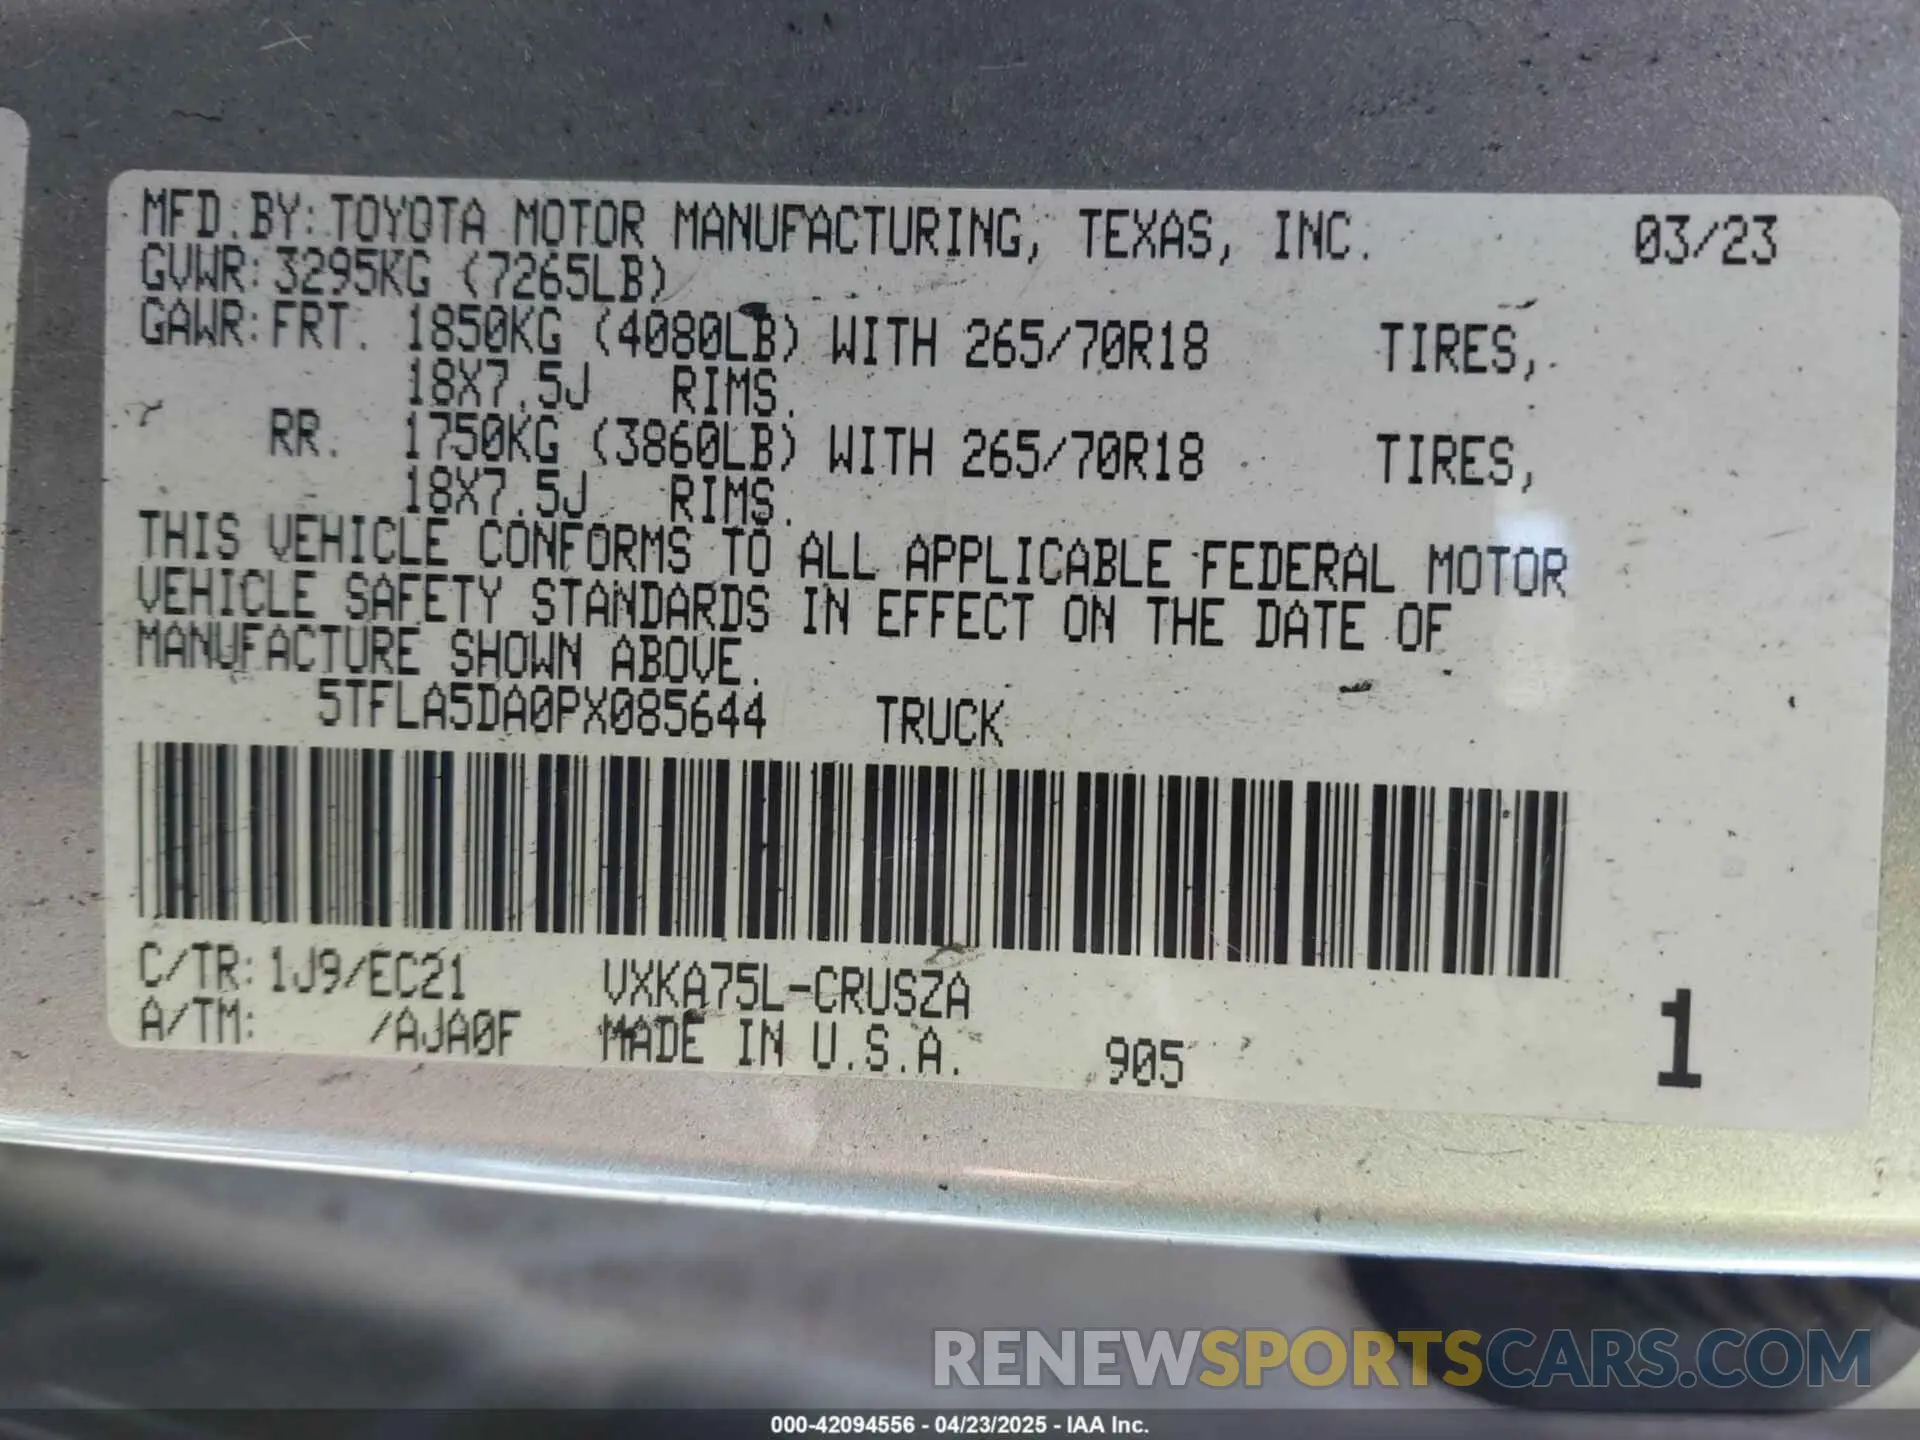 MFD.BY:TOYOTA MOTOR MANUFACTURING, TEXAS, INC. 03/23
GVWR:3295KG (7265LB)
GAWR:FRT. 1850KG (4080LB) WITH 265/70R18 TIRES,
18X7.5J RIMS.
RR. 1750KG (3860LB) WITH 265/70R18 TIRES,
18X7.5J RIMS.
THIS VEHICLE CONFORMS TO ALL APPLICABLE FEDERAL MOTOR
VEHICLE SAFETY STANDARDS IN EFFECT ON THE DATE OF
MANUFACTURE SHOWN ABOVE.
5TFLA5DA0PX085644 TRUCK
C/TR:1J9/EC21 VXKA75L-CRUSZA
A/TM: /AJA0F MADE IN U.S.A. 905 1
RENEWSPORTSCARS.COM
000-42094556 - 04/23/2025 - IAA Inc.